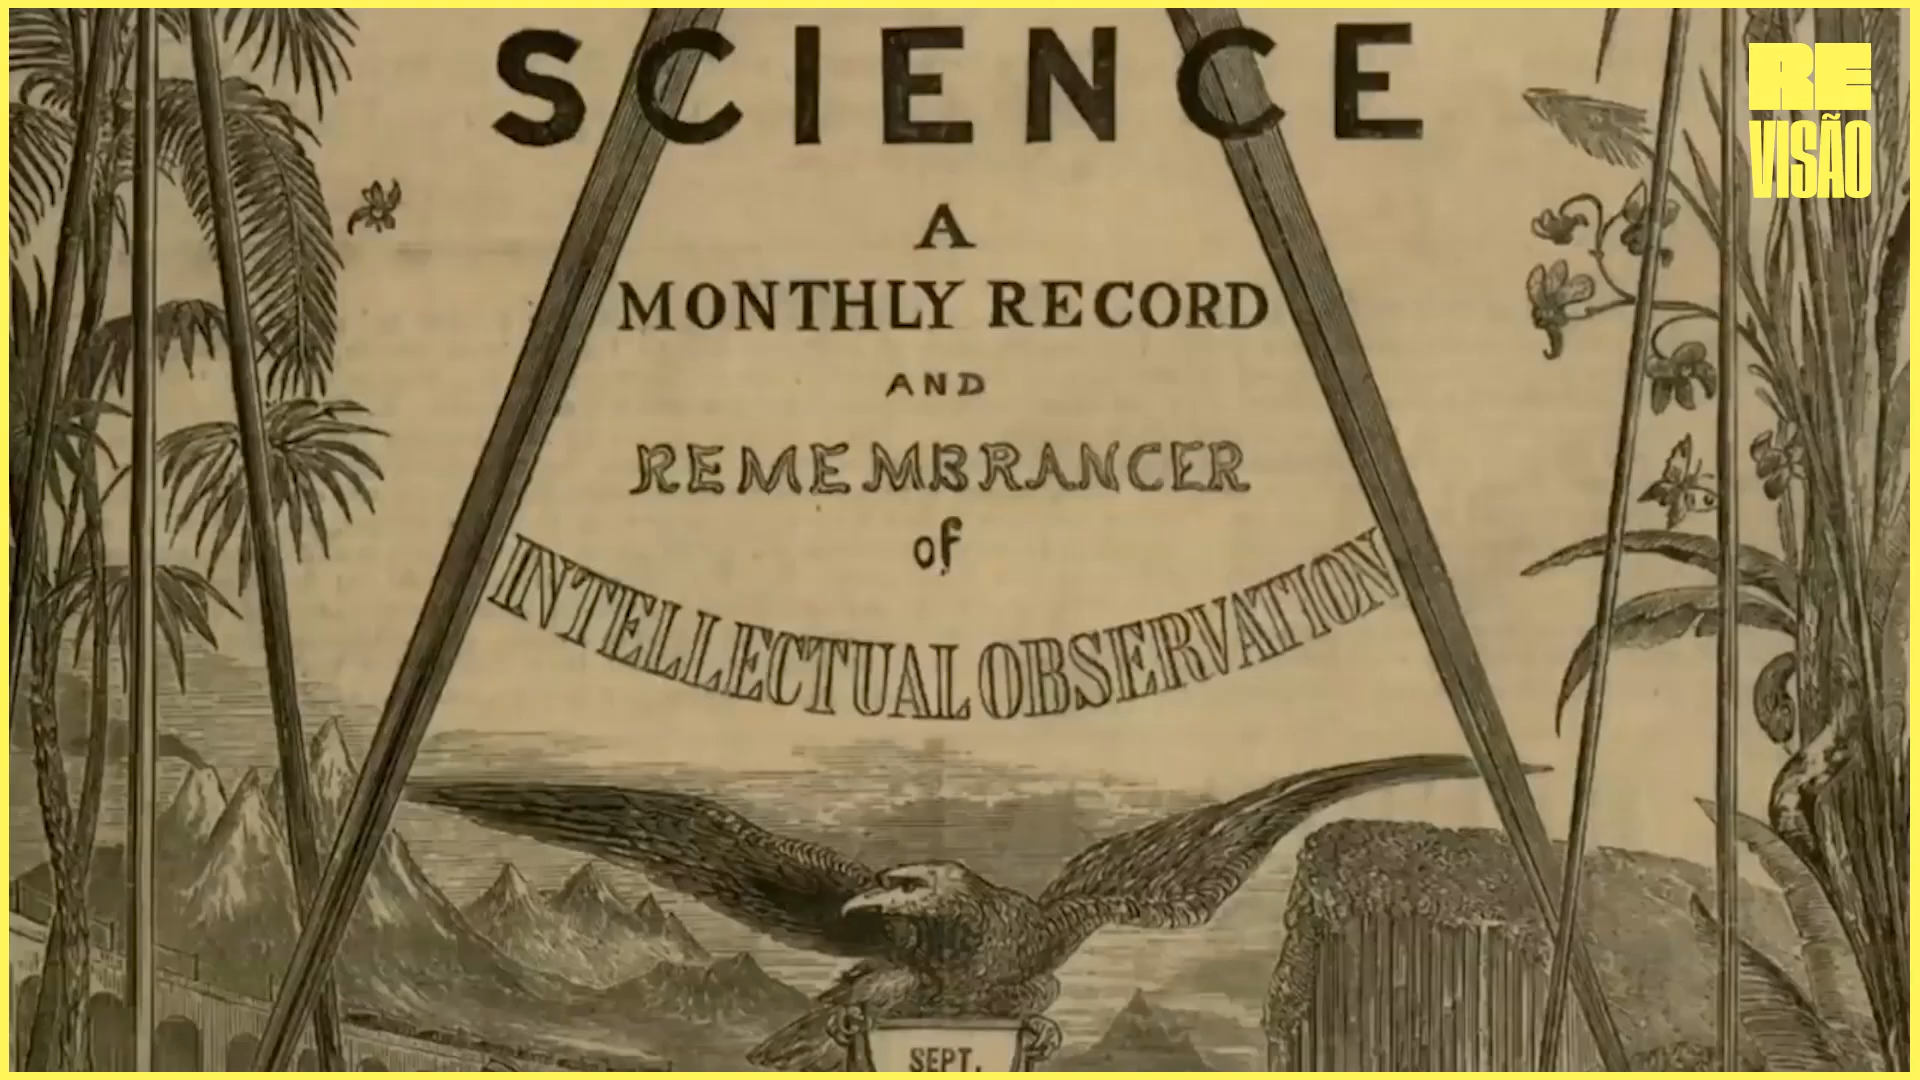 SCIENCE
RE
VISÃO
A
MONTHLY RECORD
AND
REMEMBRANCER
of
INTELLECTUAL OBSERVATION
SEPT.